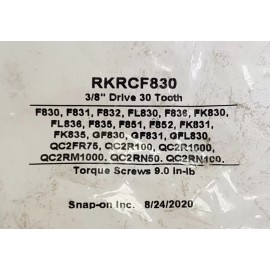 RKRCF830
3/8" Drive 30 Tooth
F830, F831, F832, FL830, F836, FK830,
FL836, F835, F851, F852, FK831,
FK835, GF830, GF831, GFL830,
QC2FR75, QC2R100, QC2R1000,
QC2RM1000, QC2RN50. QC2RN100.
Torque Screws 9.0 in-lb
Snap-on Inc. 8/24/2020